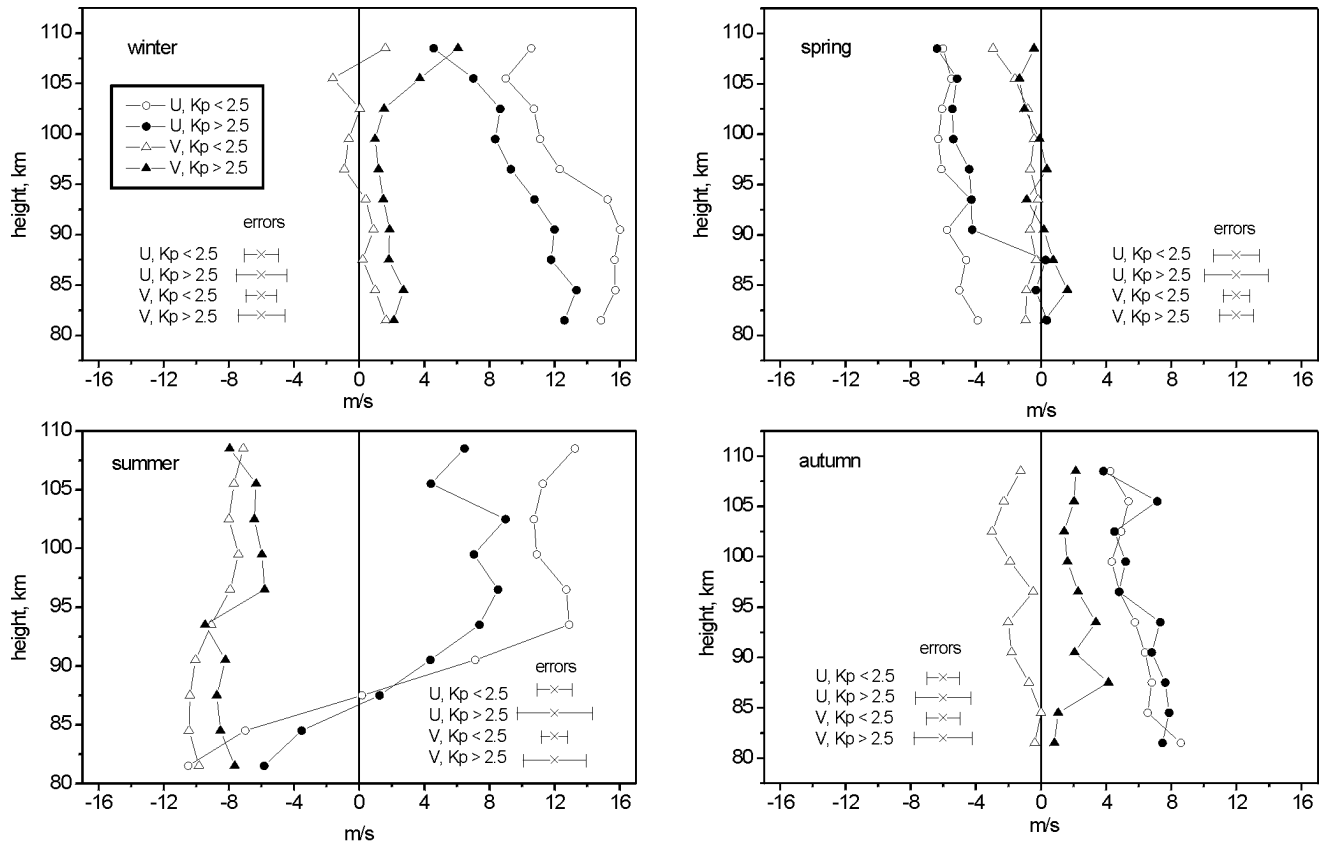 winter
U, Kp < 2.5
U, Kp > 2.5
V, Kp < 2.5
V, Kp > 2.5
errors
U, Kp < 2.5
U, Kp > 2.5
V, Kp < 2.5
V, Kp > 2.5
height, km
110
105
100
95
90
85
80
-16 -12 -8 -4 0 4 8 12 16
m/s
spring
errors
U, Kp < 2.5
U, Kp > 2.5
V, Kp < 2.5
V, Kp > 2.5
height, km
110
105
100
95
90
85
80
-16 -12 -8 -4 0 4 8 12 16
m/s
summer
errors
U, Kp < 2.5
U, Kp > 2.5
V, Kp < 2.5
V, Kp > 2.5
height, km
110
105
100
95
90
85
80
-16 -12 -8 -4 0 4 8 12 16
m/s
autumn
errors
U, Kp < 2.5
U, Kp > 2.5
V, Kp < 2.5
V, Kp > 2.5
height, km
110
105
100
95
90
85
80
-16 -12 -8 -4 0 4 8 12 16
m/s